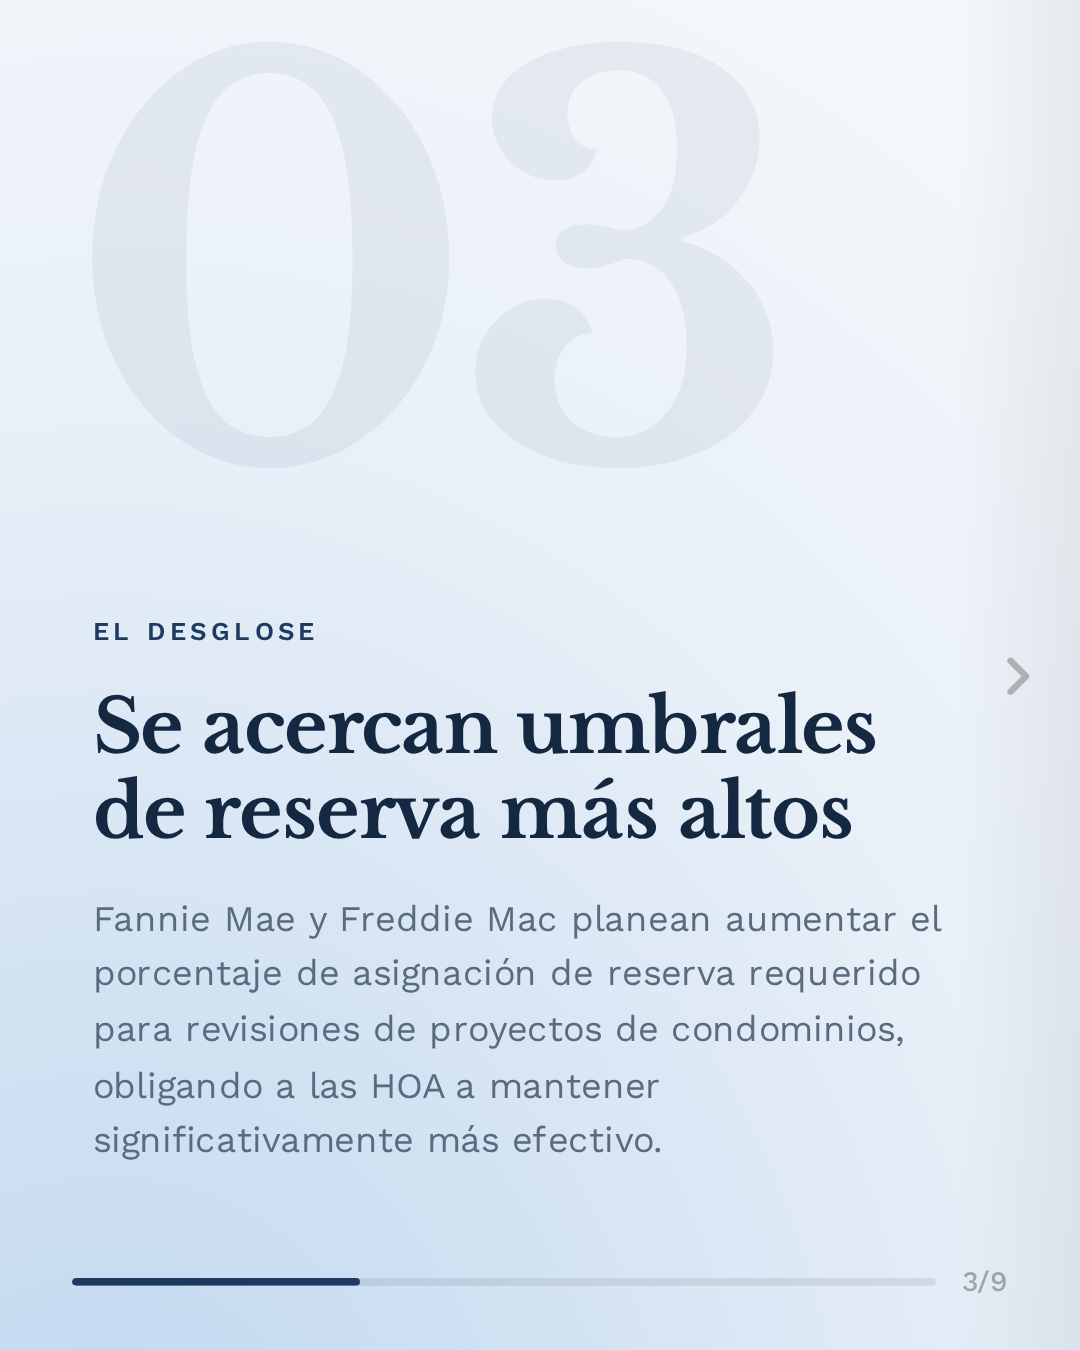 03
EL DESGLOSE
Se acercan umbrales
de reserva más altos
Fannie Mae y Freddie Mac planean aumentar el
porcentaje de asignación de reserva requerido
para revisiones de proyectos de condominios,
obligando a las HOA a mantener
significativamente más efectivo.
3/9